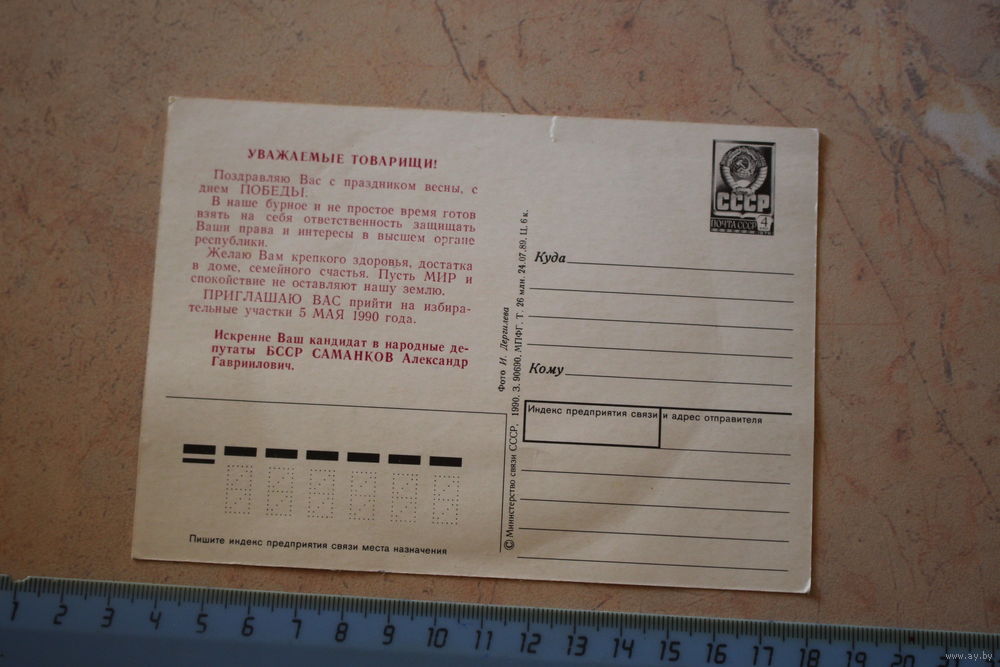 УВАЖАЕМЫЕ ТОВАРИЩИ!
Поздравляю Вас с праздником весны, с
днем ПОБЕДЫ.
В наше бурное и не простое время готов
взять на себя ответственность защищать
Ваши права и интересы в высшем органе
республики.
Желаю Вам крепкого здоровья, достатка
в доме, семейного счастья. Пусть МИР и
спокойствие не оставляют нашу землю.
ПРИГЛАШАЮ ВАС прийти на избира-
тельные участки 5 МАЯ 1990 года.
Искренне Ваш кандидат в народные де-
путаты БССР САМАНКОВ Александр
Гавриилович.
Пишите индекс предприятия связи места назначения
Фото И. Дергилева
© Министерство связи СССР, 1990. З. 90690. МПФГ. Т. 26 млн. 24.07.89. Ц. 6 к.
СССР
ПОЧТА СССР 4
Куда
Кому
Индекс предприятия связи и адрес отправителя
1 2 3 4 5 6 7 8 9 10 11 12 13 14 15 16 17 18 19 20
www.ay.by